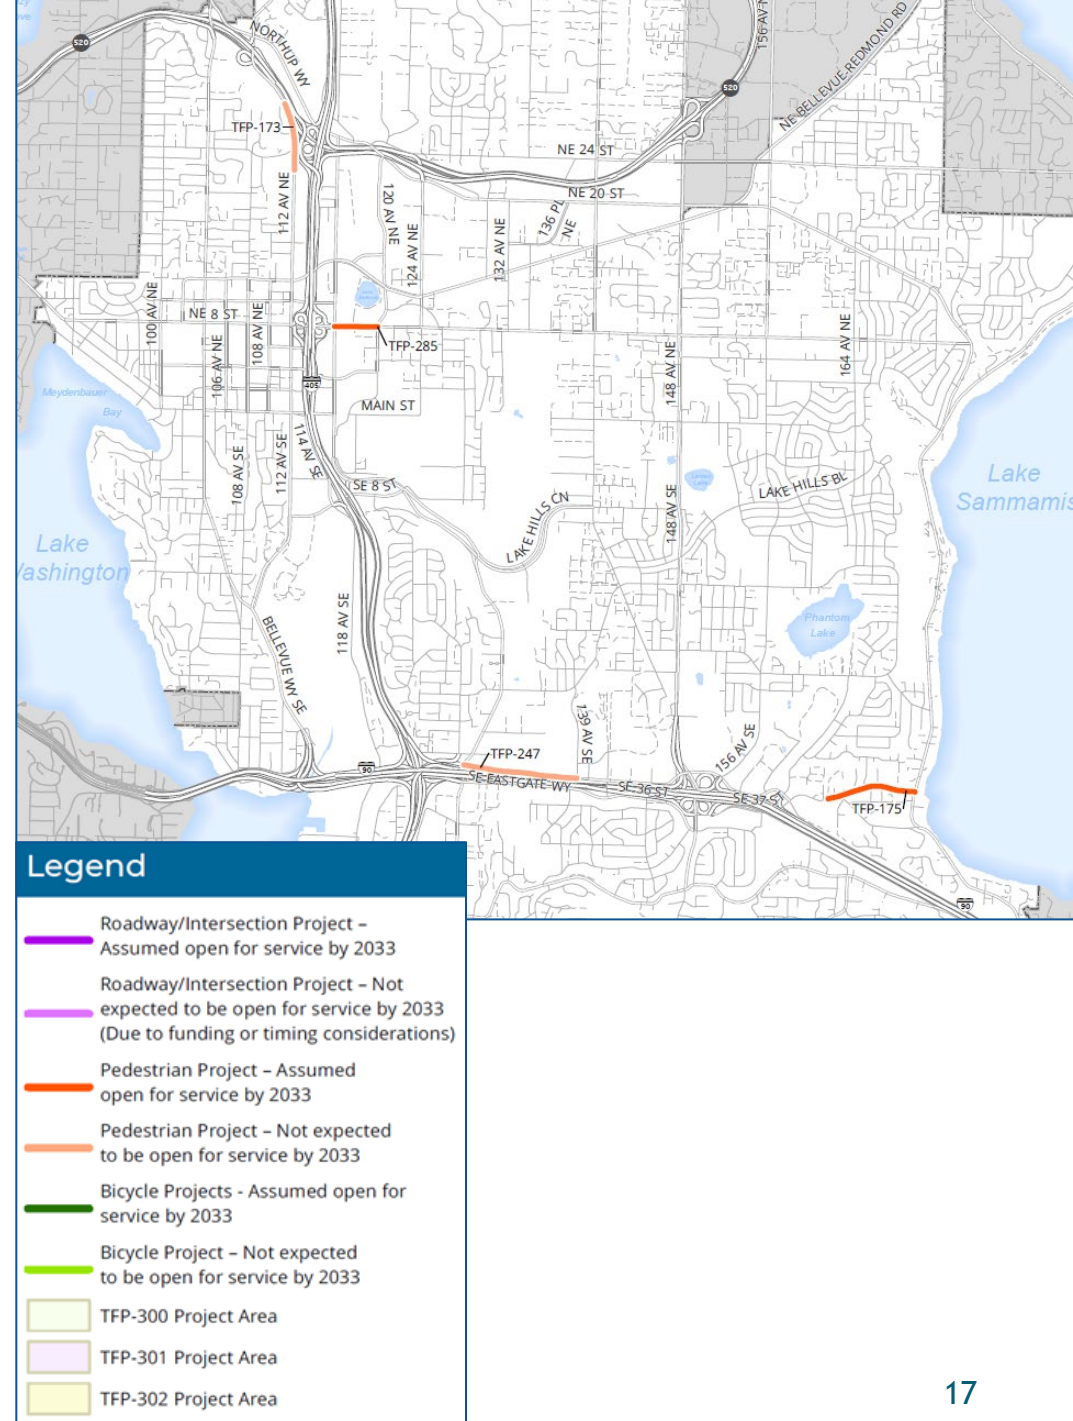 520
NORTHUP WY
156 AV N
520
NE BELLEVUE-REDMOND RD
TFP-173
NE 24 ST
NE 20 ST
112 AV NE
120 AV NE
124 AV NE
132 AV NE
136 PL
NE
100 AV NE
NE 8 ST
106 AV NE
108 AV NE
TFP-285
148 AV NE
164 AV NE
405
Meydenbauer
Bay
MAIN ST
108 AV SE
112 AV SE
114 AV SE
SE 8 ST
LAKE HILLS CN
148 AV SE
LAKE HILLS BL
Lake
Sammamis
Lake
Washington
118 AV SE
BELLEVUE WY SE
Phantom
Lake
139 AV SE
156 AV SE
TFP-247
90
SE EASTGATE WY
SE 36 ST
SE 37 ST
TFP-175
90
Legend
Roadway/Intersection Project –
Assumed open for service by 2033
Roadway/Intersection Project – Not
expected to be open for service by 2033
(Due to funding or timing considerations)
Pedestrian Project – Assumed
open for service by 2033
Pedestrian Project – Not expected
to be open for service by 2033
Bicycle Projects - Assumed open for
service by 2033
Bicycle Project – Not expected
to be open for service by 2033
TFP-300 Project Area
TFP-301 Project Area
TFP-302 Project Area
17